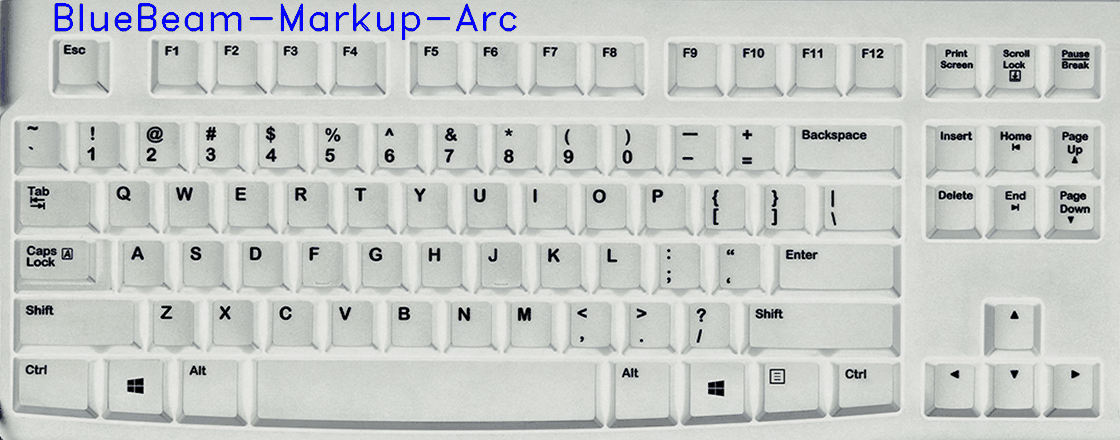 BlueBeam-Markup-Arc
Esc F1 F2 F3 F4 F5 F6 F7 F8 F9 F10 F11 F12 Print Screen Scroll Lock Pause Break
~ ` ! 1 @ 2 # 3 $ 4 % 5 ^ 6 & 7 * 8 ( 9 ) 0 — - + = Backspace Insert Home Page Up
Tab Q W E R T Y U I O P { [ } ] | \ Delete End Page Down
Caps Lock A A S D F G H J K L : ; “ ‘ Enter
Shift Z X C V B N M < , > . ? / Shift
Ctrl Alt Alt Ctrl